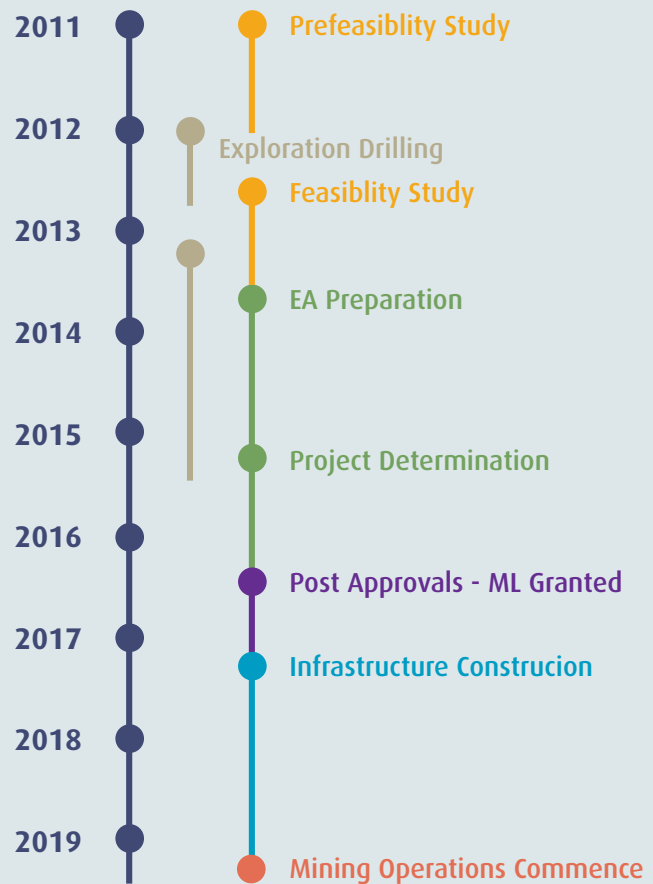 2011
Prefeasiblity Study
2012
Exploration Drilling
Feasiblity Study
2013
EA Preparation
2014
2015
Project Determination
2016
Post Approvals - ML Granted
2017
Infrastructure Construcion
2018
2019
Mining Operations Commence